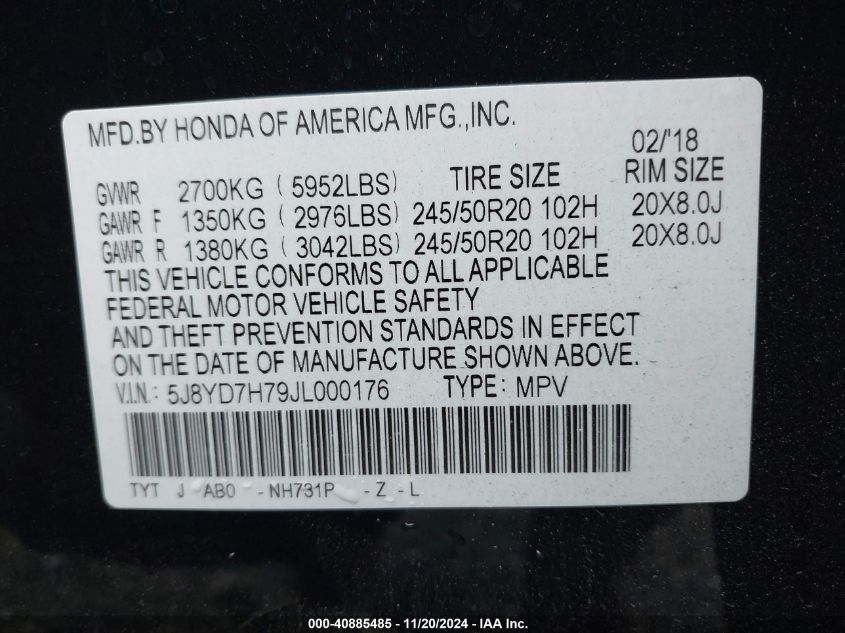 MFD.BY HONDA OF AMERICA MFG.,INC.
02/'18
GVWR 2700KG ( 5952LBS) TIRE SIZE RIM SIZE
GAWR F 1350KG ( 2976LBS) 245/50R20 102H 20X8.0J
GAWR R 1380KG ( 3042LBS) 245/50R20 102H 20X8.0J
THIS VEHICLE CONFORMS TO ALL APPLICABLE
FEDERAL MOTOR VEHICLE SAFETY
AND THEFT PREVENTION STANDARDS IN EFFECT
ON THE DATE OF MANUFACTURE SHOWN ABOVE.
V.I.N.: 5J8YD7H79JL000176 TYPE: MPV
TYT J AB0 - NH731P - Z - L
000-40885485 - 11/20/2024 - IAA Inc.